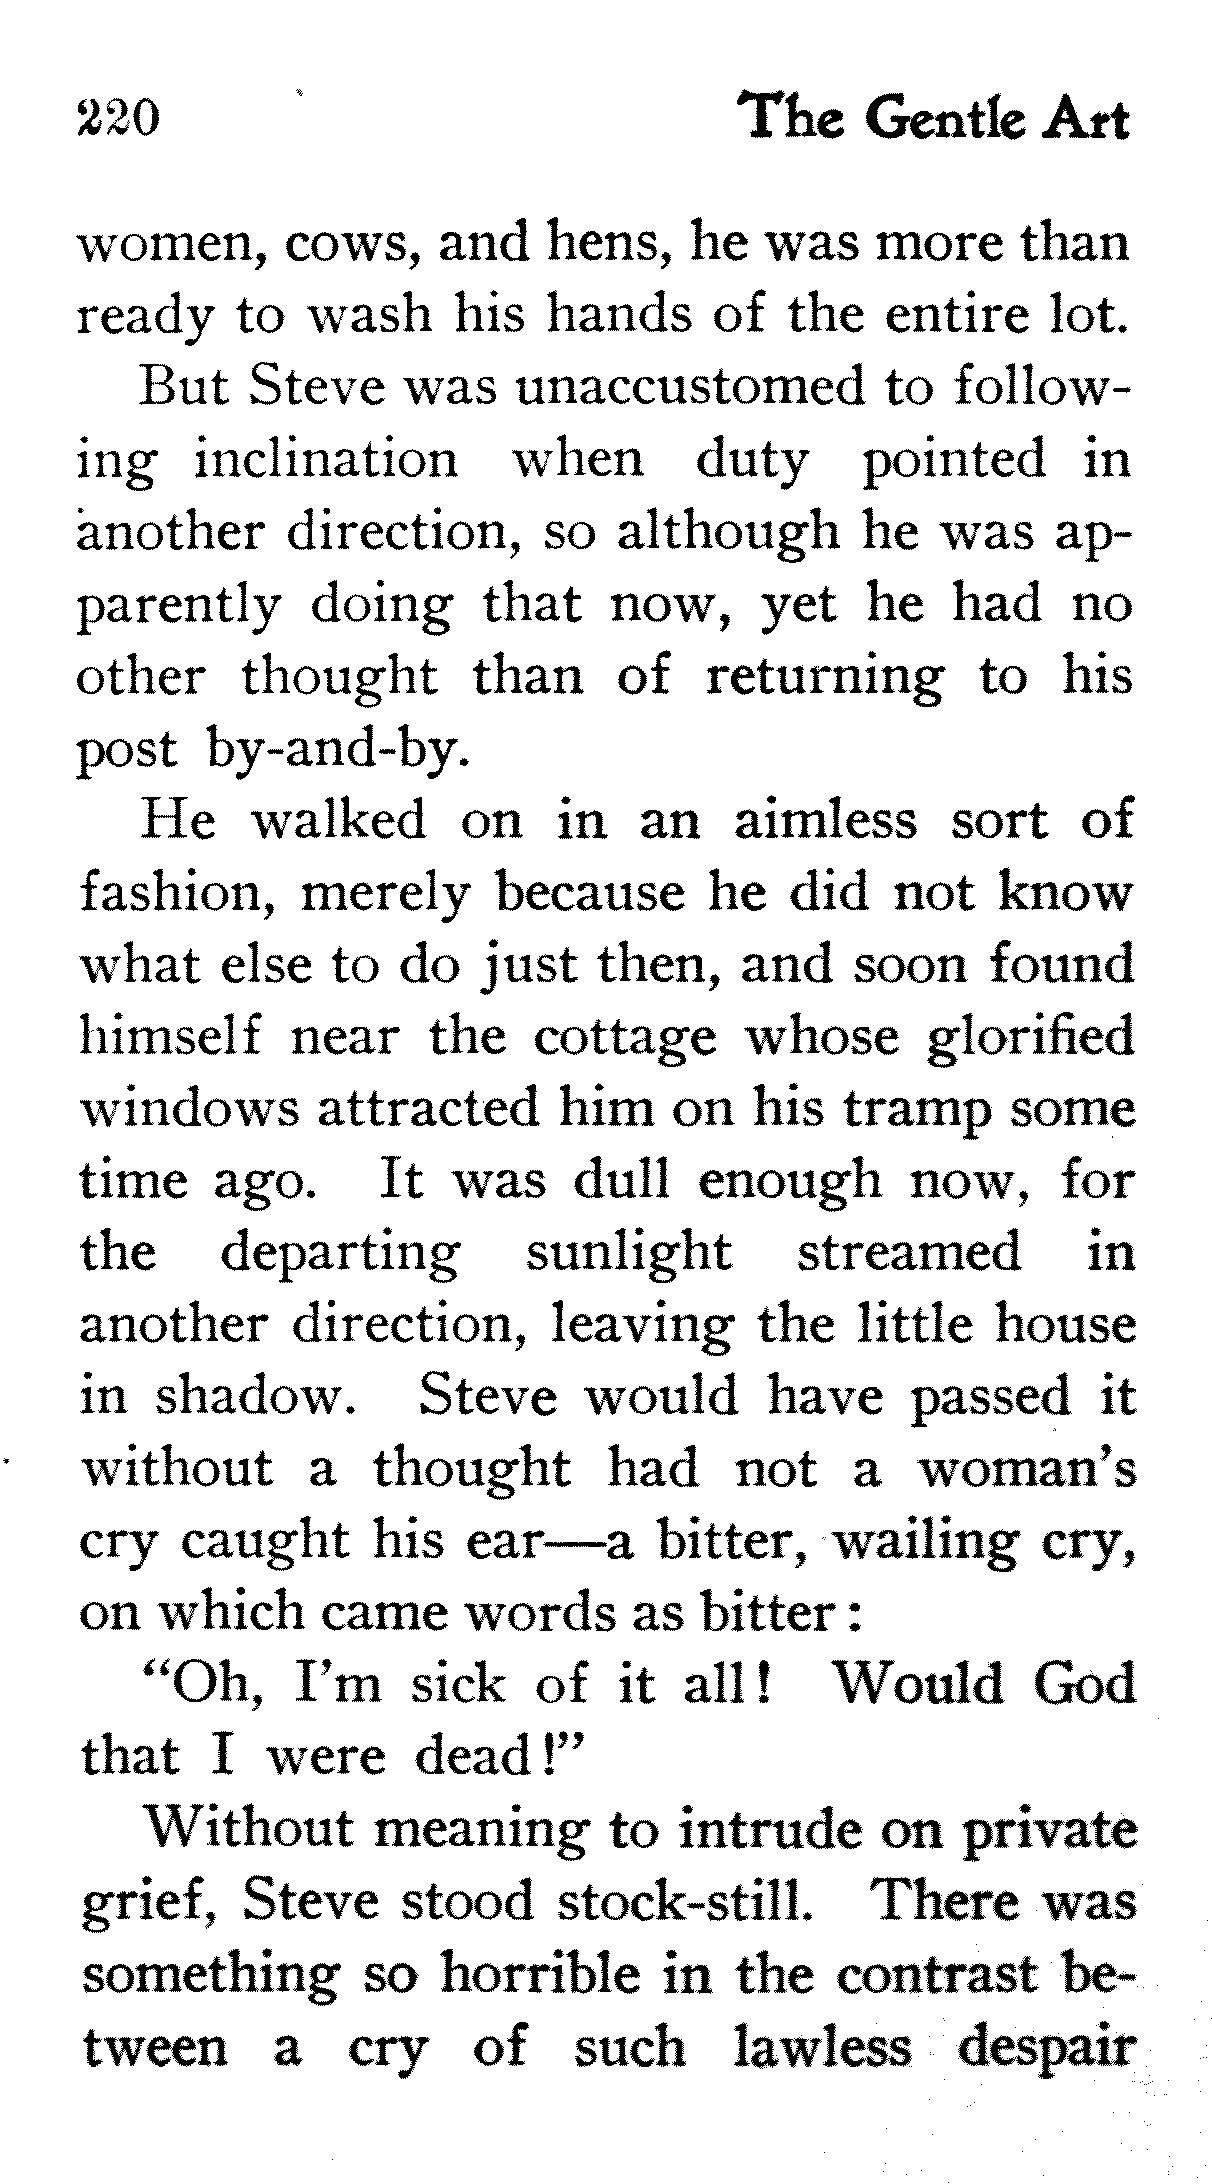 220 The Gentle Art
women, cows, and hens, he was more than
ready to wash his hands of the entire lot.
But Steve was unaccustomed to follow-
ing inclination when duty pointed in
another direction, so although he was ap-
parently doing that now, yet he had no
other thought than of returning to his
post by-and-by.
He walked on in an aimless sort of
fashion, merely because he did not know
what else to do just then, and soon found
himself near the cottage whose glorified
windows attracted him on his tramp some
time ago. It was dull enough now, for
the departing sunlight streamed in
another direction, leaving the little house
in shadow. Steve would have passed it
without a thought had not a woman's
cry caught his ear—a bitter, wailing cry,
on which came words as bitter:
“Oh, I'm sick of it all! Would God
that I were dead!”
Without meaning to intrude on private
grief, Steve stood stock-still. There was
something so horrible in the contrast be-
tween a cry of such lawless despair